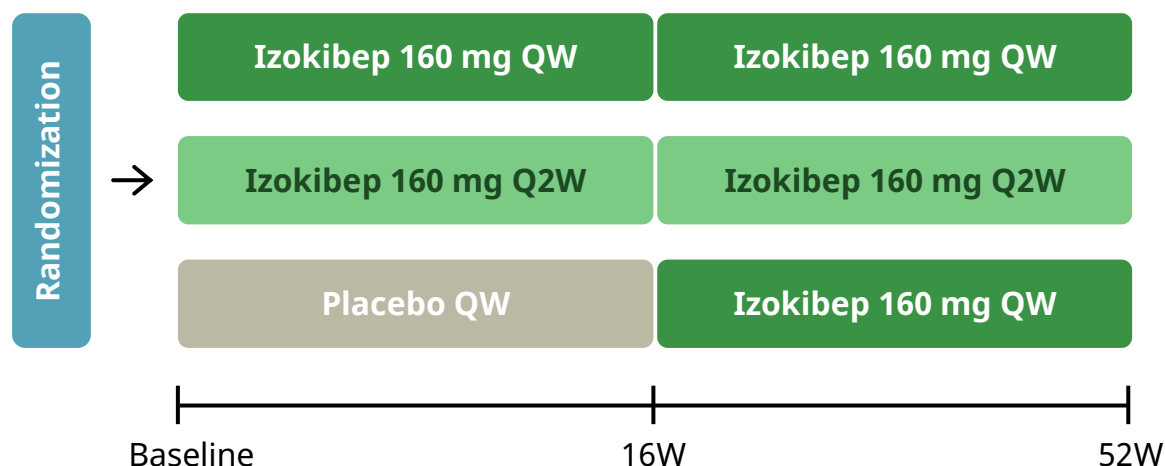 Randomization
Izokibep 160 mg QW
Izokibep 160 mg QW
Izokibep 160 mg Q2W
Izokibep 160 mg Q2W
Placebo QW
Izokibep 160 mg QW
Baseline
16W
52W